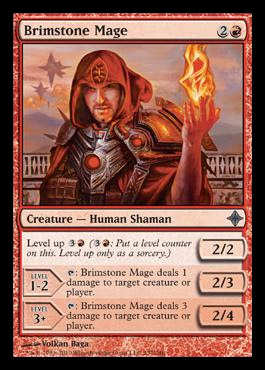 Brimstone Mage 2
Creature — Human Shaman
Level up 3 (3: Put a level counter
on this. Level up only as a sorcery.)
2/2
LEVEL
1-2
: Brimstone Mage deals 1
damage to target creature or
player.
2/3
LEVEL
3+
: Brimstone Mage deals 3
damage to target creature or
player.
2/4
Volkan Baga